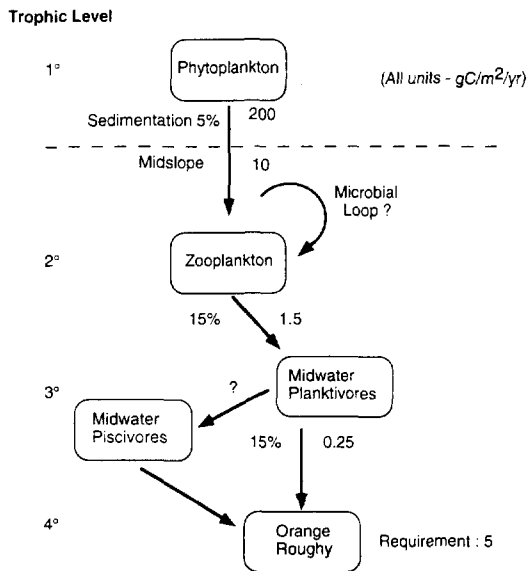 Trophic Level
1°
Phytoplankton
(All units - gC/m²/yr)
Sedimentation 5%
200
Midslope
10
Microbial
Loop ?
2°
Zooplankton
15%
1.5
3°
?
Midwater
Planktivores
Midwater
Piscivores
15%
0.25
4°
Orange
Roughy
Requirement : 5